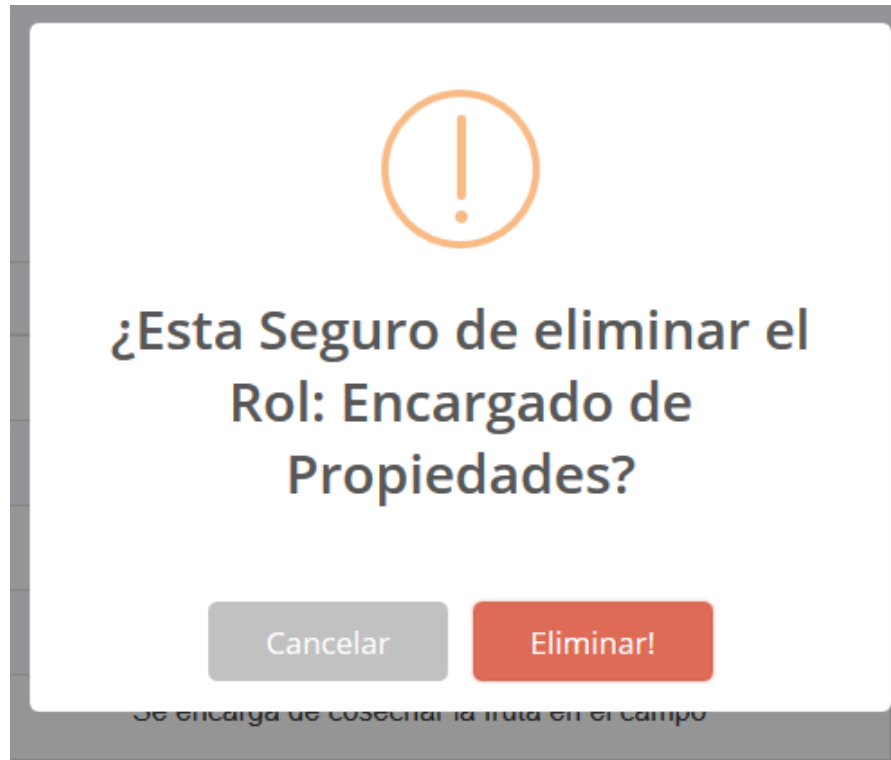 ¿Esta Seguro de eliminar el
Rol: Encargado de
Propiedades?
Cancelar
Eliminar!
Se encarga de cosechar la fruta en el campo